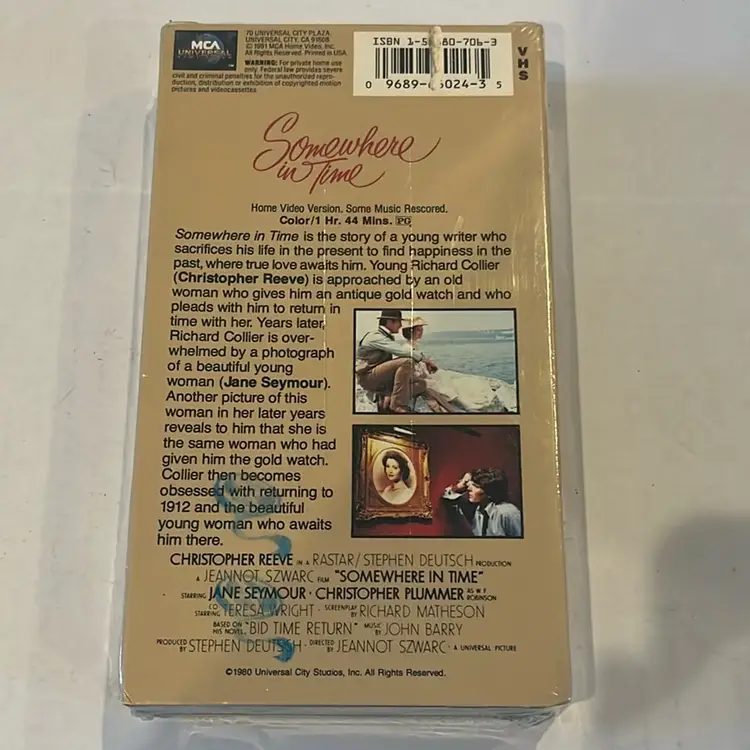 MCA
UNIVERSAL
70 UNIVERSAL CITY PLAZA,
UNIVERSAL CITY, CA 91608
© 1991 MCA Home Video, Inc.
All Rights Reserved. Printed in USA.
WARNING: For private home use
only. Federal law provides severe
civil and criminal penalties for the unauthorized repro-
duction, distribution or exhibition of copyrighted motion
pictures and videocassettes
ISBN 80-706-3
0 9689- 024-3 5
VHS
Somewhere
in Time
Home Video Version. Some Music Rescored.
Color/1 Hr. 44 Mins. PG
Somewhere in Time is the story of a young writer who
sacrifices his life in the present to find happiness in the
past, where true love awaits him. Young Richard Collier
(Christopher Reeve) is approached by an old
woman who gives him an antique gold watch and who
pleads with him to return in
time with her. Years later,
Richard Collier is over-
whelmed by a photograph
of a beautiful young
woman (Jane Seymour).
Another picture of this
woman in her later years
reveals to him that she is
the same woman who had
given him the gold watch.
Collier then becomes
obsessed with returning to
1912 and the beautiful
young woman who awaits
him there.
CHRISTOPHER REEVE IN A RASTAR/STEPHEN DEUTSCH PRODUCTION
A JEANNOT SZWARC FILM "SOMEWHERE IN TIME"
STARRING JANE SEYMOUR · CHRISTOPHER PLUMMER AS W. F. ROBINSON
CO STARRING TERESA WRIGHT · SCREENPLAY BY RICHARD MATHESON
BASED ON HIS NOVEL "BID TIME RETURN" MUSIC BY JOHN BARRY
PRODUCED BY STEPHEN DEUTSCH · DIRECTED BY JEANNOT SZWARC · A UNIVERSAL PICTURE
©1980 Universal City Studios, Inc. All Rights Reserved.